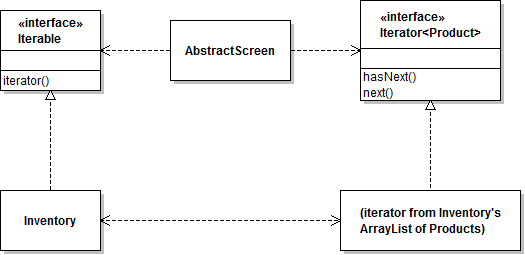 «interface»
Iterable
iterator()
AbstractScreen
«interface»
Iterator<Product>
hasNext()
next()
Inventory
(iterator from Inventory's
ArrayList of Products)